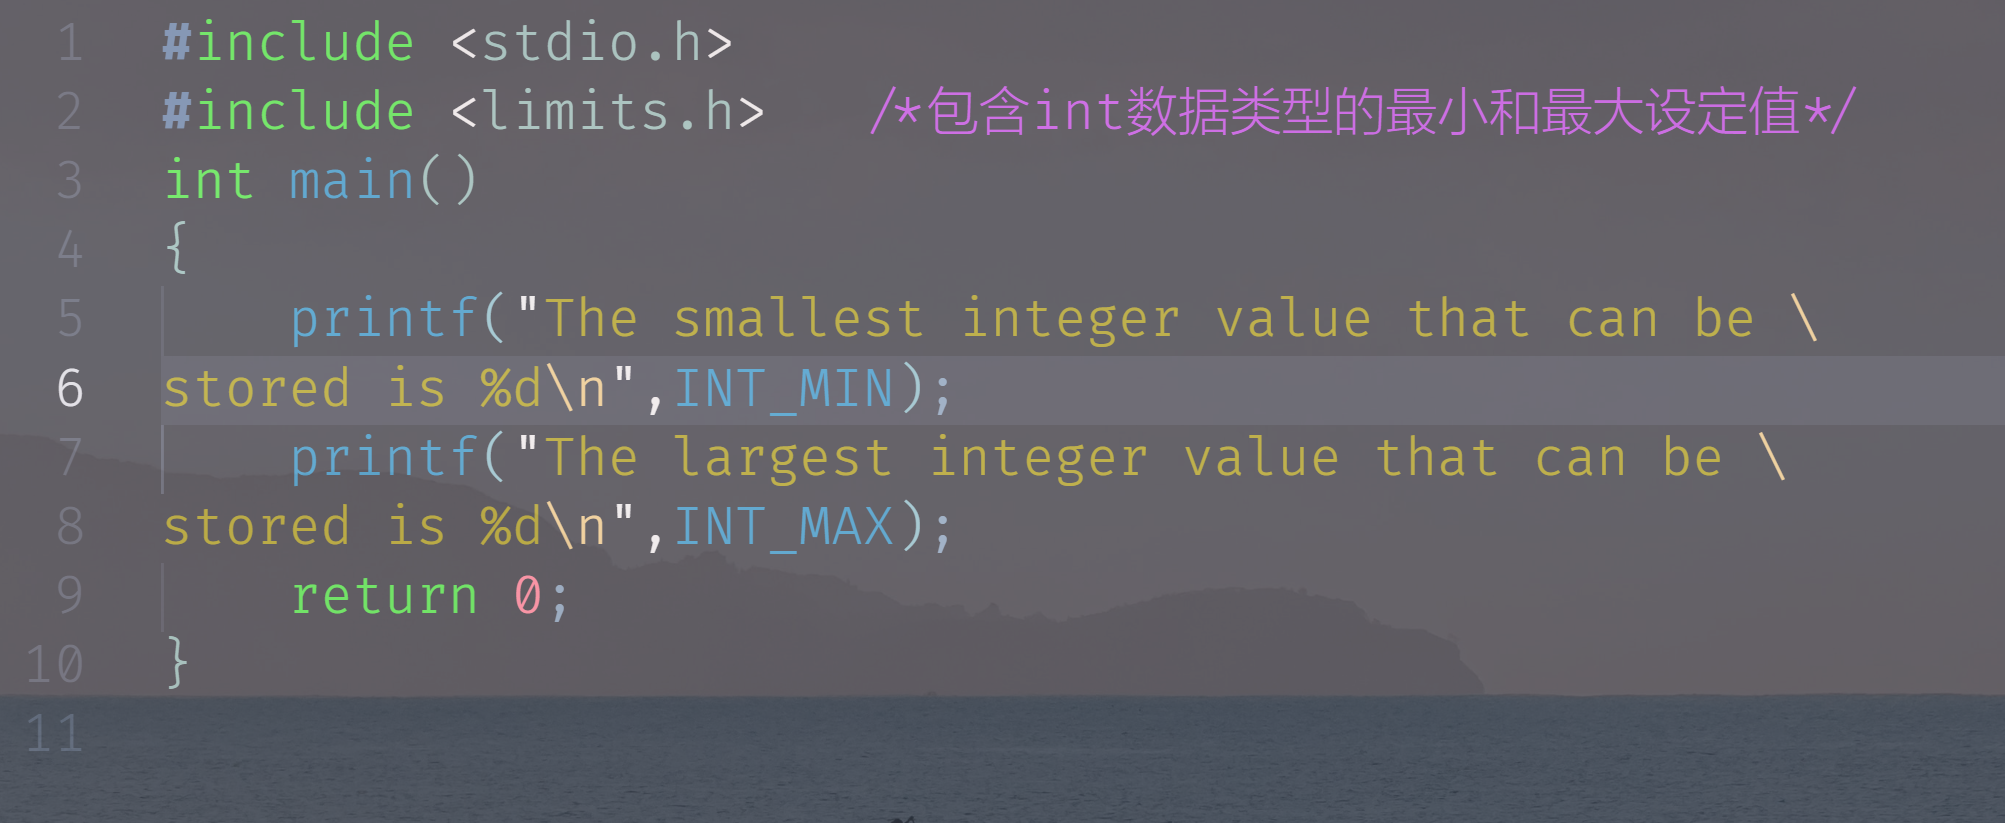 1 #include <stdio.h>
2 #include <limits.h> /*包含int数据类型的最小和最大设定值*/
3 int main()
4 {
5     printf("The smallest integer value that can be \
6 stored is %d\n",INT_MIN);
7     printf("The largest integer value that can be \
8 stored is %d\n",INT_MAX);
9     return 0;
10 }
11